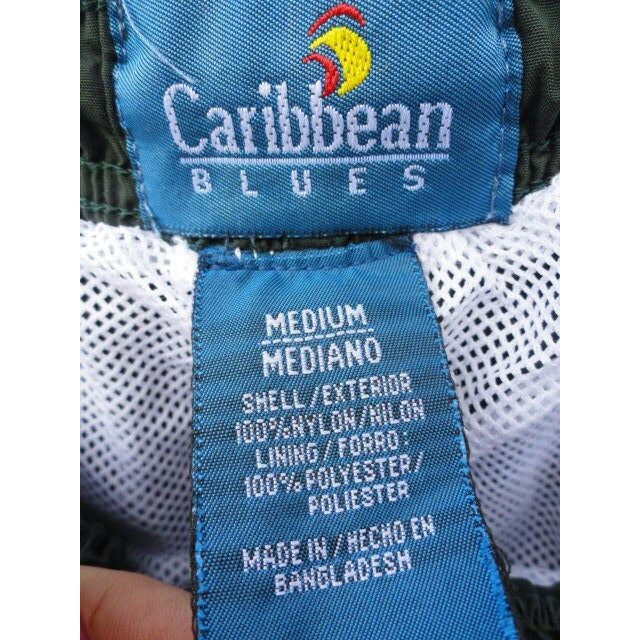 Caribbean
BLUES
MEDIUM
MEDIANO
SHELL/EXTERIOR
100%NYLON/NILON
LINING/FORRO:
100%POLYESTER/
POLIESTER
MADE IN/HECHO EN
BANGLADESH